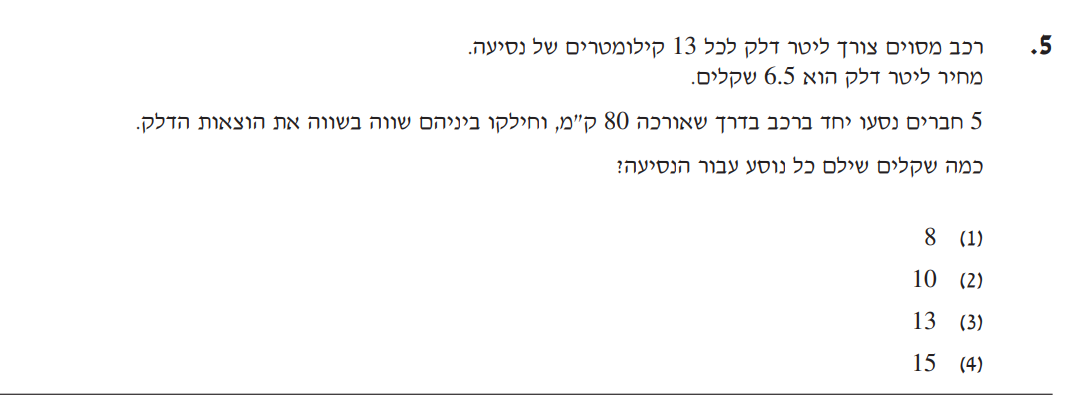 5. רכב מסוים צורך ליטר דלק לכל 13 קילומטרים של נסיעה.
מחיר ליטר דלק הוא 6.5 שקלים.
5 חברים נסעו יחד ברכב בדרך שאורכה 80 ק"מ, וחילקו ביניהם שווה בשווה את הוצאות הדלק.
כמה שקלים שילם כל נוסע עבור הנסיעה?
(1) 8
(2) 10
(3) 13
(4) 15